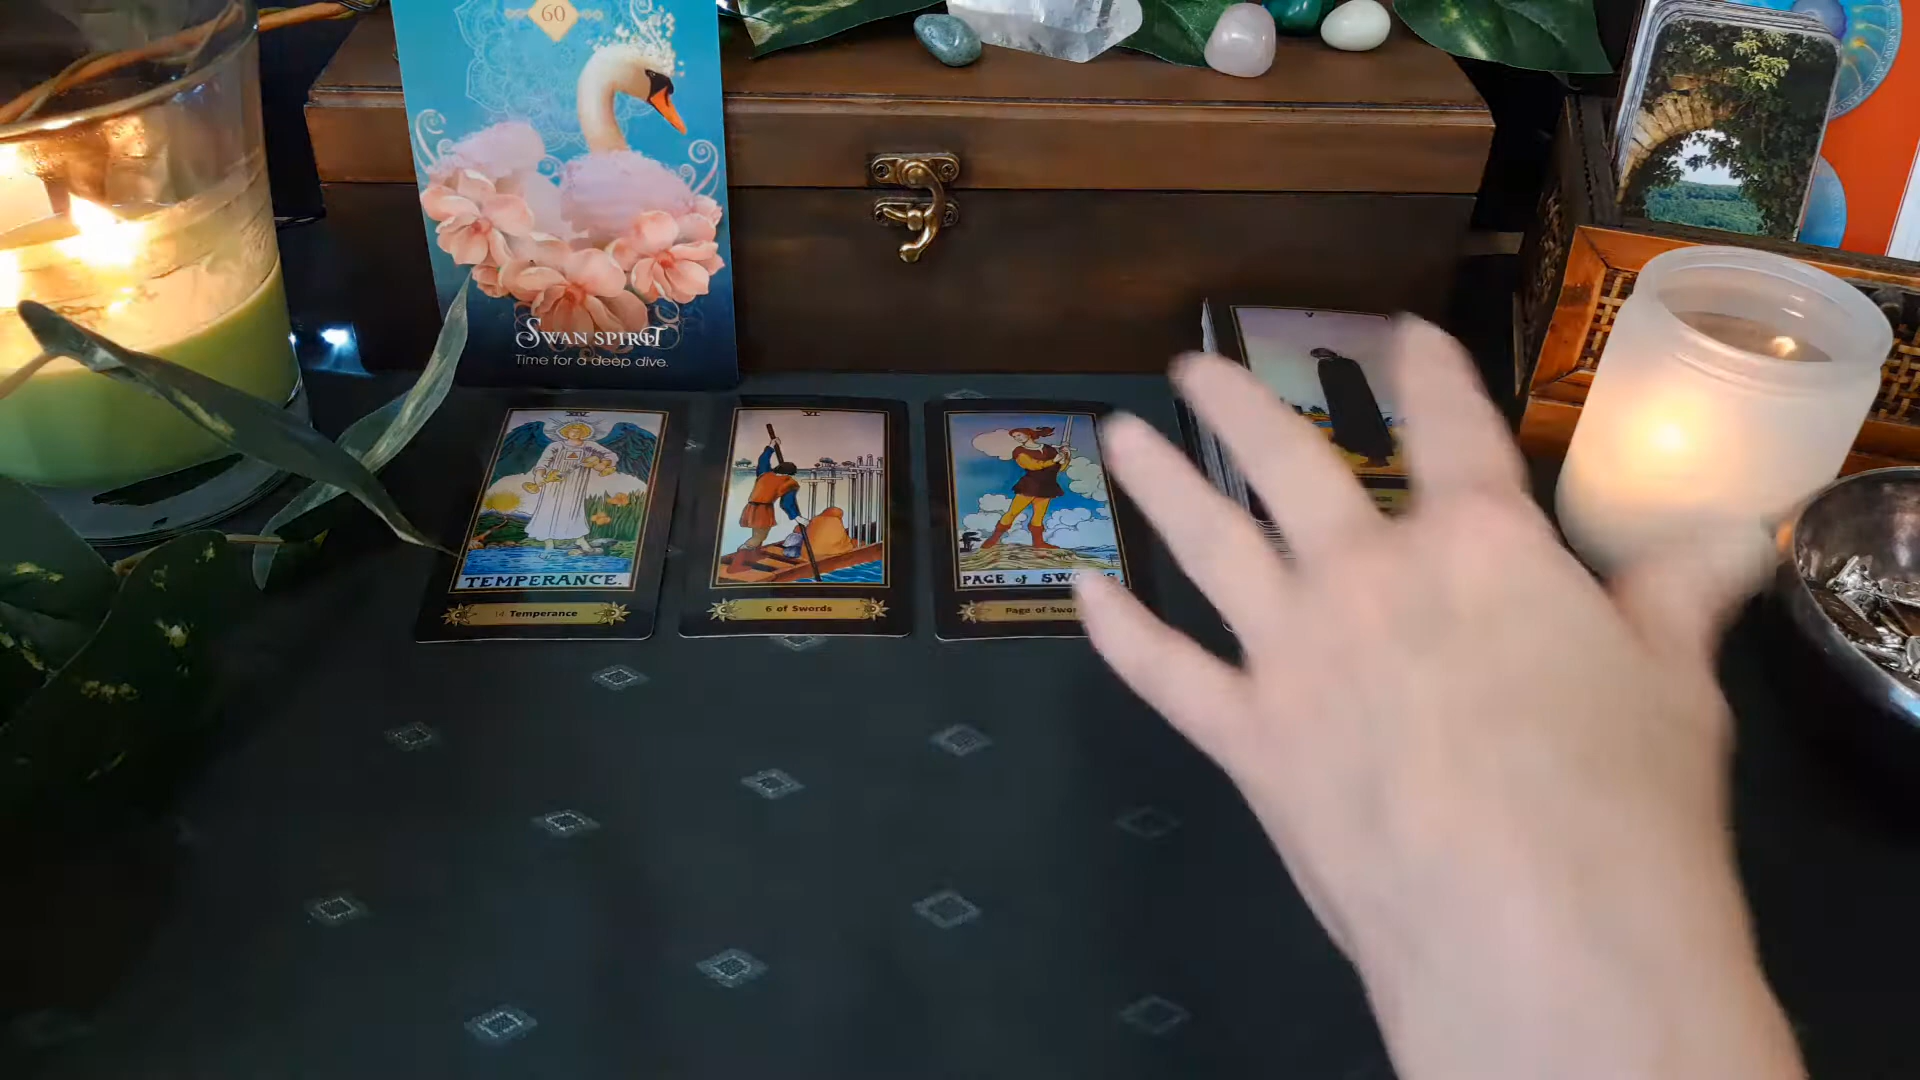 60
SWAN SPIRIT
Time for a deep dive.
XIV
TEMPERANCE.
14 Temperance
VI
6 of Swords
PAGE of SWORDS.
Page of Swor
V